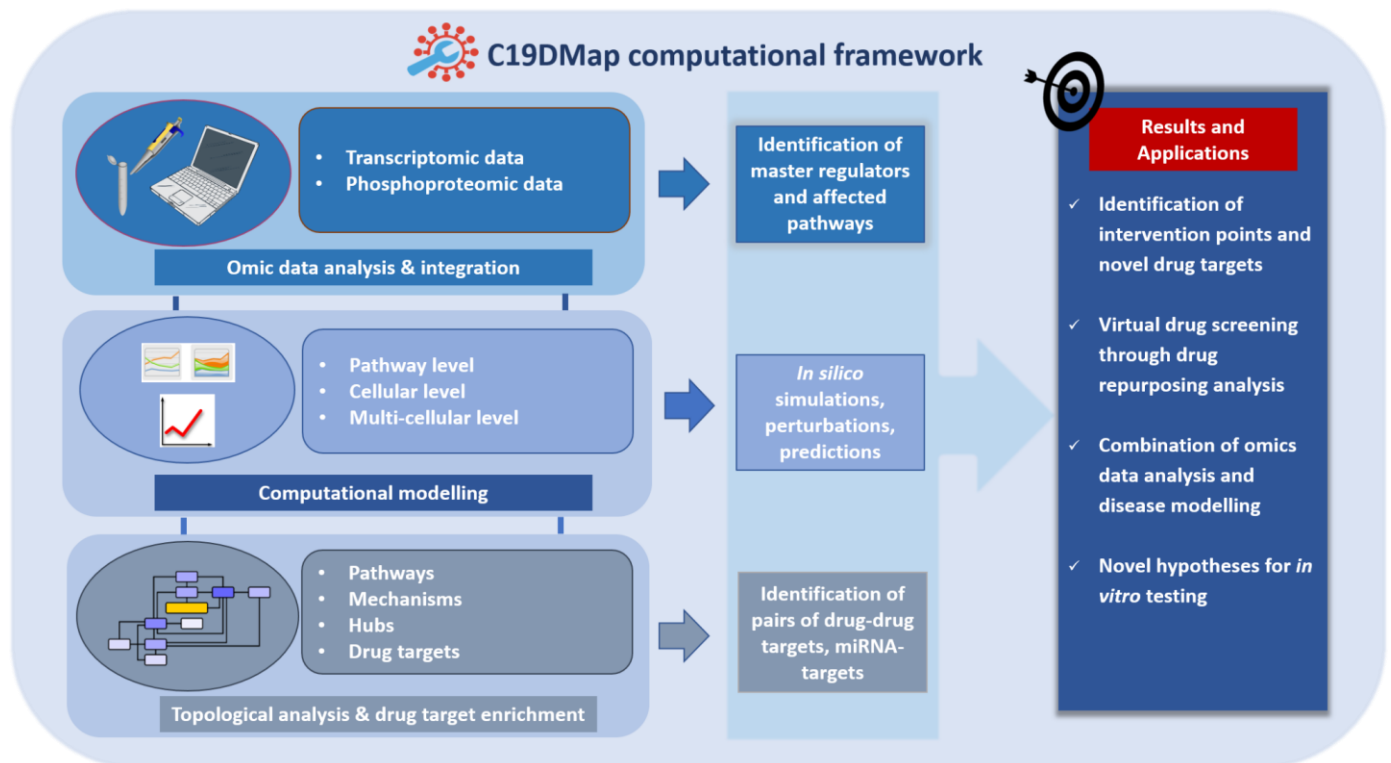 C19DMap computational framework
• Transcriptomic data
• Phosphoproteomic data
Omic data analysis & integration
Identification of
master regulators
and affected
pathways
• Pathway level
• Cellular level
• Multi-cellular level
Computational modelling
In silico
simulations,
perturbations,
predictions
• Pathways
• Mechanisms
• Hubs
• Drug targets
Topological analysis & drug target enrichment
Identification of
pairs of drug-drug
targets, miRNA-
targets
Results and
Applications
✓ Identification of
intervention points and
novel drug targets
✓ Virtual drug screening
through drug
repurposing analysis
✓ Combination of omics
data analysis and
disease modelling
✓ Novel hypotheses for in
vitro testing